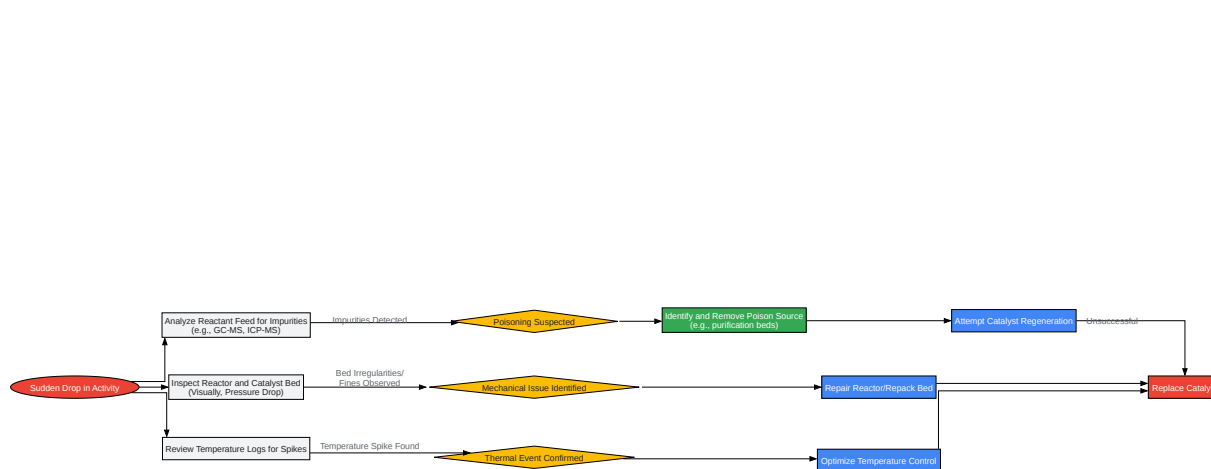 Analyze Reactant Feed for Impurities
(e.g., GC-MS, ICP-MS)
Impurities Detected
Poisoning Suspected
Identify and Remove Poison Source
(e.g., purification beds)
Attempt Catalyst Regeneration
Unsuccessful
Sudden Drop in Activity
Inspect Reactor and Catalyst Bed
(Visually, Pressure Drop)
Bed Irregularities/
Fines Observed
Mechanical Issue Identified
Repair Reactor/Repack Bed
Replace Cataly
Review Temperature Logs for Spikes
Temperature Spike Found
Thermal Event Confirmed
Optimize Temperature Control